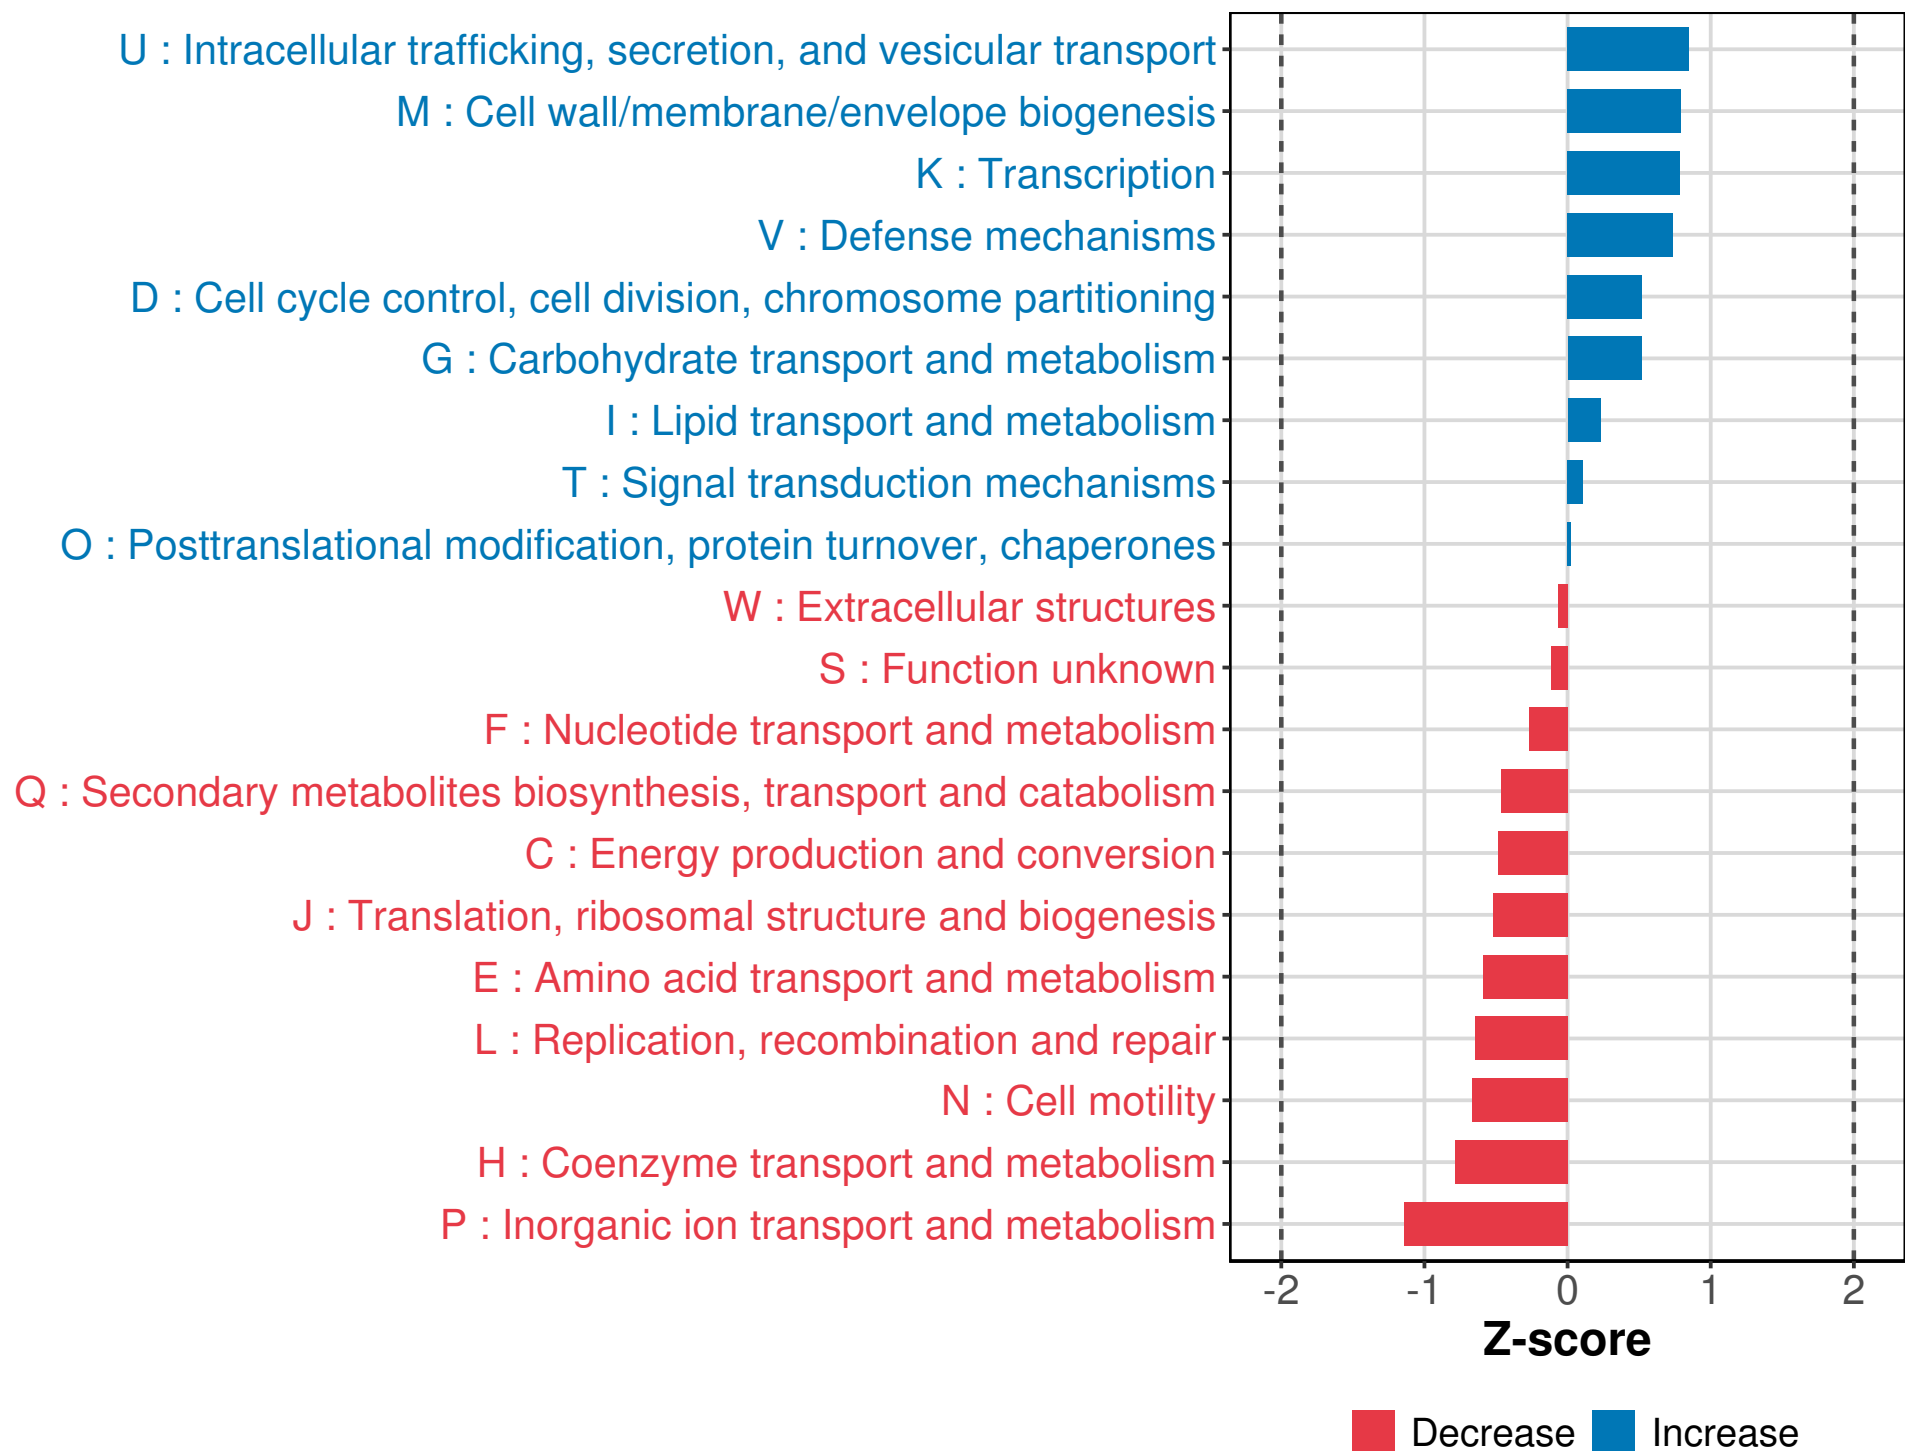 U : Intracellular trafficking, secretion, and vesicular transport
M : Cell wall/membrane/envelope biogenesis
K : Transcription
V : Defense mechanisms
D : Cell cycle control, cell division, chromosome partitioning
G : Carbohydrate transport and metabolism
I : Lipid transport and metabolism
T : Signal transduction mechanisms
O : Posttranslational modification, protein turnover, chaperones
W : Extracellular structures
S : Function unknown
F : Nucleotide transport and metabolism
Q : Secondary metabolites biosynthesis, transport and catabolism
C : Energy production and conversion
J : Translation, ribosomal structure and biogenesis
E : Amino acid transport and metabolism
L : Replication, recombination and repair
N : Cell motility
H : Coenzyme transport and metabolism
P : Inorganic ion transport and metabolism
-2 -1 0 1 2
Z-score
Decrease Increase